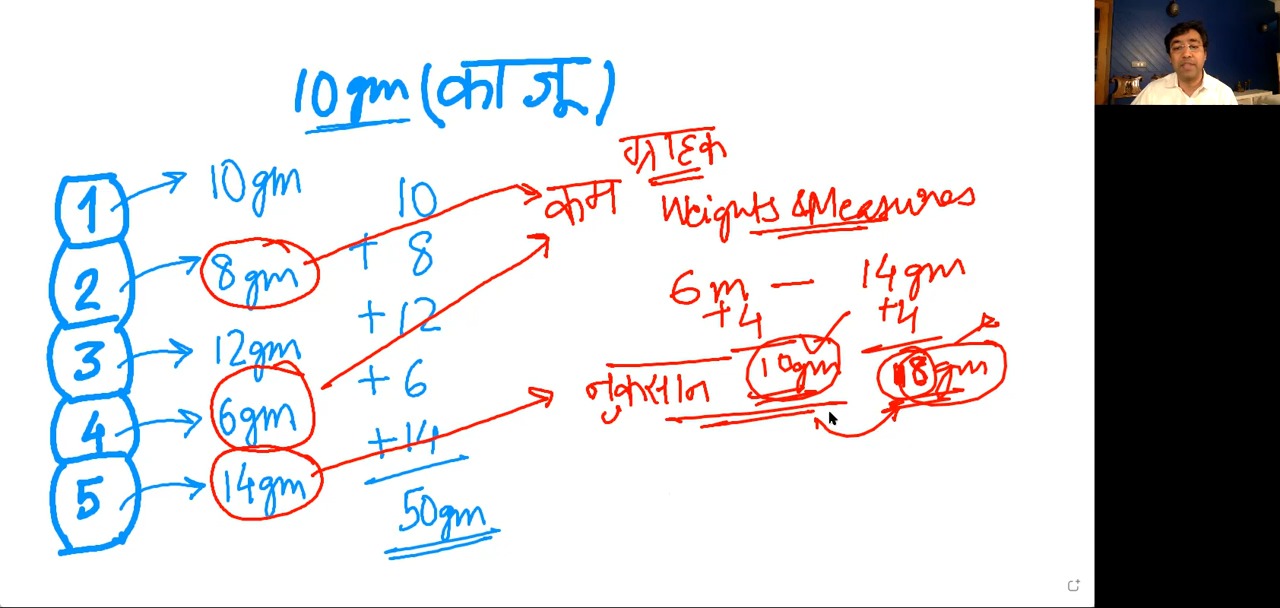 10gm (काजू)
1 → 10gm
2 → 8gm
3 → 12gm
4 → 6gm
5 → 14gm
10
+ 8
+ 12
+ 6
+ 14
50gm
ग्राहक
कम
Weights & Measures
6m — 14gm
+4 +4
नुकसान 10gm 18gm